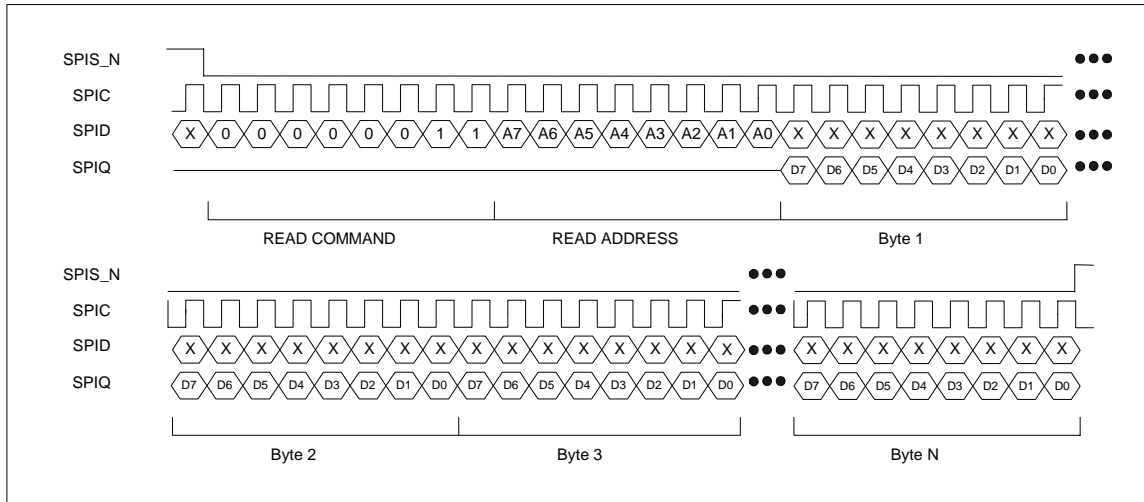 SPIS_N
SPIC
SPID X 0 0 0 0 0 0 1 1 A7 A6 A5 A4 A3 A2 A1 A0 X X X X X X X X
SPIQ D7 D6 D5 D4 D3 D2 D1 D0
READ COMMAND READ ADDRESS Byte 1
SPIS_N
SPIC
SPID X X X X X X X X X X X X X X X X X X X X X X X X
SPIQ D7 D6 D5 D4 D3 D2 D1 D0 D7 D6 D5 D4 D3 D2 D1 D0 D7 D6 D5 D4 D3 D2 D1 D0
Byte 2 Byte 3 Byte N